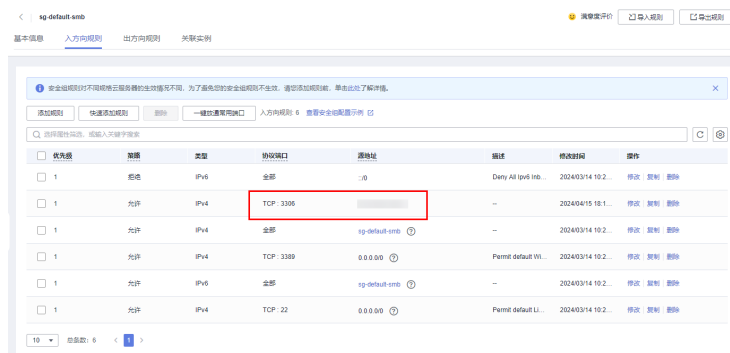 sg-default-smb 满意度评价 导入规则 导出规则
基本信息 入方向规则 出方向规则 关联实例
安全组规则对不同规格云服务器的生效情况不同，为了避免您的安全组规则不生效，请您添加规则前，单击此处了解详情。
添加规则 快速添加规则 删除 一键放通常用端口 入方向规则: 6 查看安全组配置示例
选择属性筛选，或输入关键字搜索
优先级 策略 类型 协议端口 源地址 描述 修改时间 操作
1 拒绝 IPv6 全部 ::/0 Deny All Ipv6 Inb... 2024/03/14 10:2... 修改 复制 删除
1 允许 IPv4 TCP : 3306 -- 2024/04/15 18:1... 修改 复制 删除
1 允许 IPv4 全部 sg-default-smb -- 2024/03/14 10:2... 修改 复制 删除
1 允许 IPv4 TCP : 3389 0.0.0.0/0 Permit default Wi... 2024/03/14 10:2... 修改 复制 删除
1 允许 IPv6 全部 sg-default-smb -- 2024/03/14 10:2... 修改 复制 删除
1 允许 IPv4 TCP : 22 0.0.0.0/0 Permit default Li... 2024/03/14 10:2... 修改 复制 删除
10 总条数: 6 < 1 >